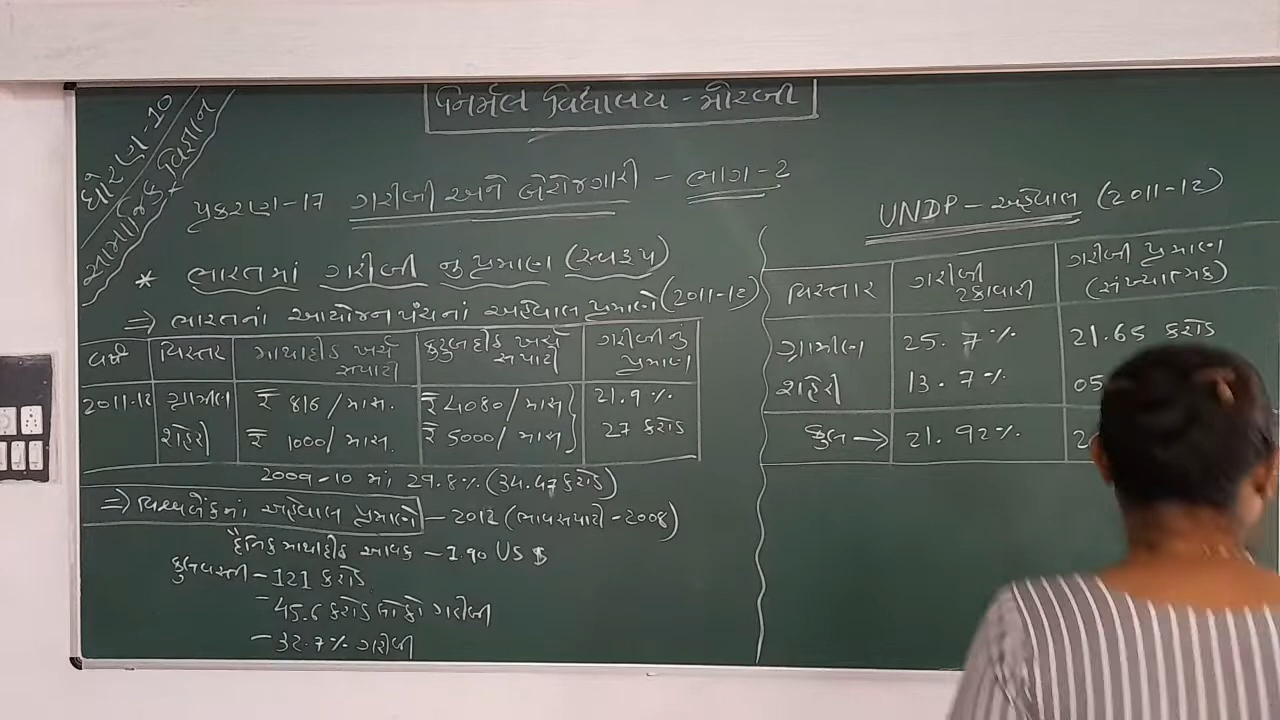 નિર્મલ વિદ્યાલય - મોરબી
ધોરણ-10
સામાજિક વિજ્ઞાન
પ્રકરણ-17 ગરીબી અને બેરોજગારી - ભાગ-2
* ભારતમાં ગરીબી નુ પ્રમાણ (સ્વરૂપ)
⇒ ભારતનાં આયોજનપંચનાં અહેવાલ પ્રમાણે (2011-12)
વર્ષ વિસ્તાર માથાદીઠ ખર્ચ સપાટી કુટુંબદીઠ ખર્ચ સપાટી ગરીબીનુ પ્રમાણ
2011-12 ગ્રામીણ ₹ 816/માસ. ₹ 4080/માસ 21.9%
શહેરી ₹ 1000/માસ. ₹ 5000/માસ 27 કરોડ
2009-10 માં 29.8% (34.47 કરોડ)
⇒ વિશ્વબેંકનાં અહેવાલ પ્રમાણે - 2012 (ભાવસપાટી - 2008)
દૈનિક માથાદીઠ આવક - 1.90 US $
કુલવસ્તી - 121 કરોડ
- 45.6 કરોડ લોકો ગરીબી
- 32.7% ગરીબી
UNDP - અહેવાલ (2011-12)
વિસ્તાર ગરીબી ટકાવારી ગરીબી પ્રમાણ (સંખ્યાત્મક)
ગ્રામીણ 25.7% 21.65 કરોડ
શહેરી 13.7% 05
કુલ → 21.92% 2